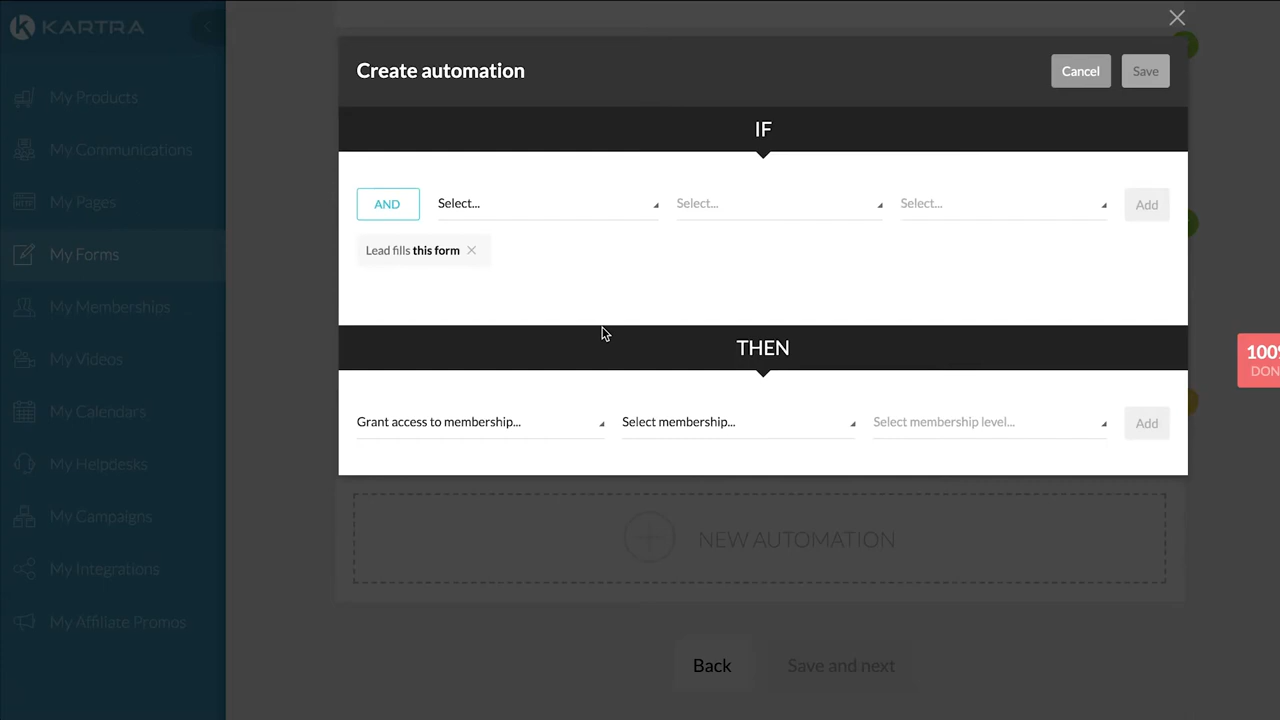 KARTRA
My Products
My Communications
My Pages
My Forms
My Memberships
My Videos
My Calendars
My Helpdesks
My Campaigns
My Integrations
My Affiliate Promos
Create automation
Cancel
Save
IF
AND
Select...
Select...
Select...
Add
Lead fills this form
THEN
Grant access to membership...
Select membership...
Select membership level...
Add
NEW AUTOMATION
Back
Save and next
100%
DON